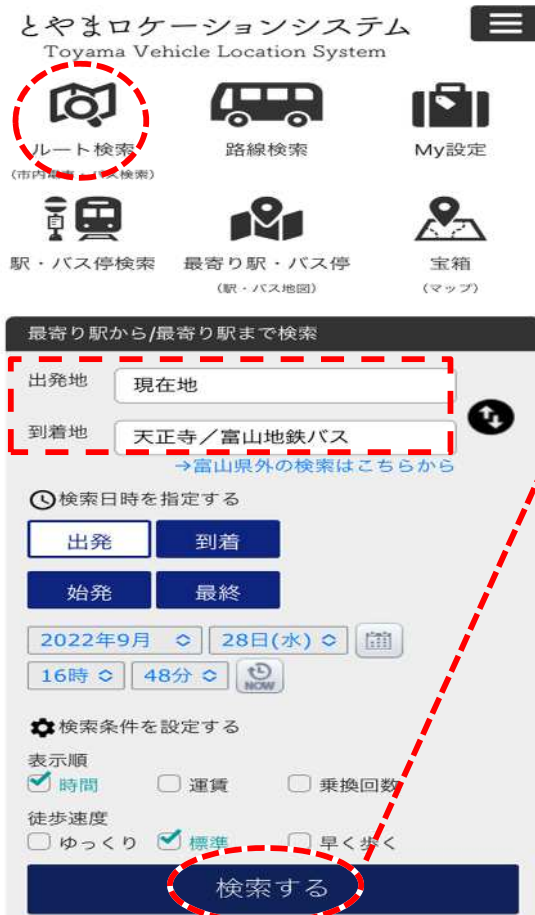 とやまロケーションシステム
Toyama Vehicle Location System
ルート検索 路線検索 My設定
(市内電車・バス検索)
駅・バス停検索 最寄り駅・バス停 宝箱
(駅・バス地図) (マップ)
最寄り駅から/最寄り駅まで検索
出発地 現在地
到着地 天正寺／富山地鉄バス
→富山県外の検索はこちらから
検索日時を指定する
出発 到着
始発 最終
2022年9月 28日(水)
16時 48分 NOW
検索条件を設定する
表示順
時間 運賃 乗換回数
徒歩速度
ゆっくり 標準 早く歩く
検索する